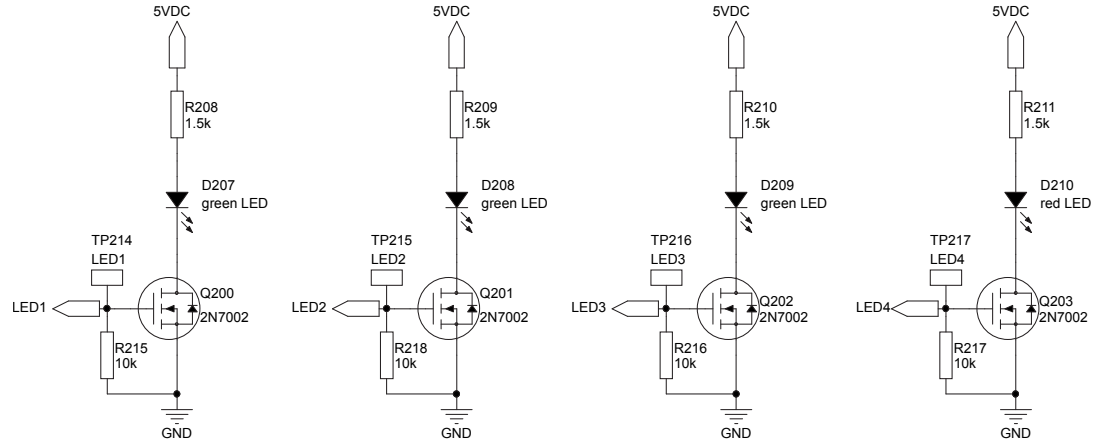 5VDC
R208
1.5k
D207
green LED
TP214
LED1
LED1
Q200
2N7002
R215
10k
GND
5VDC
R209
1.5k
D208
green LED
TP215
LED2
LED2
Q201
2N7002
R218
10k
GND
5VDC
R210
1.5k
D209
green LED
TP216
LED3
LED3
Q202
2N7002
R216
10k
GND
5VDC
R211
1.5k
D210
red LED
TP217
LED4
LED4
Q203
2N7002
R217
10k
GND